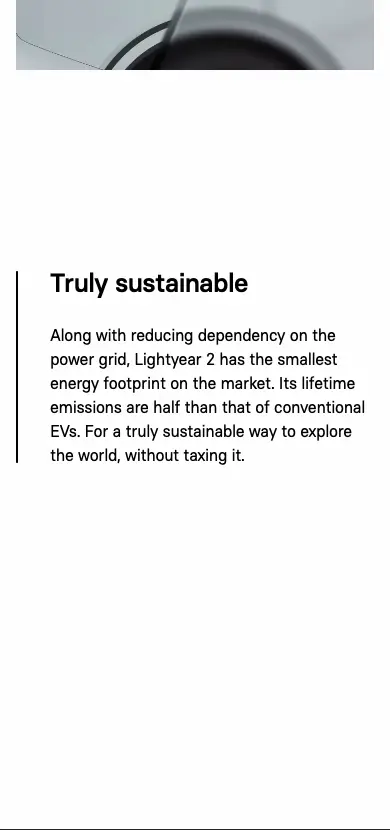 Truly sustainable
Along with reducing dependency on the
power grid, Lightyear 2 has the smallest
energy footprint on the market. Its lifetime
emissions are half than that of conventional
EVs. For a truly sustainable way to explore
the world, without taxing it.